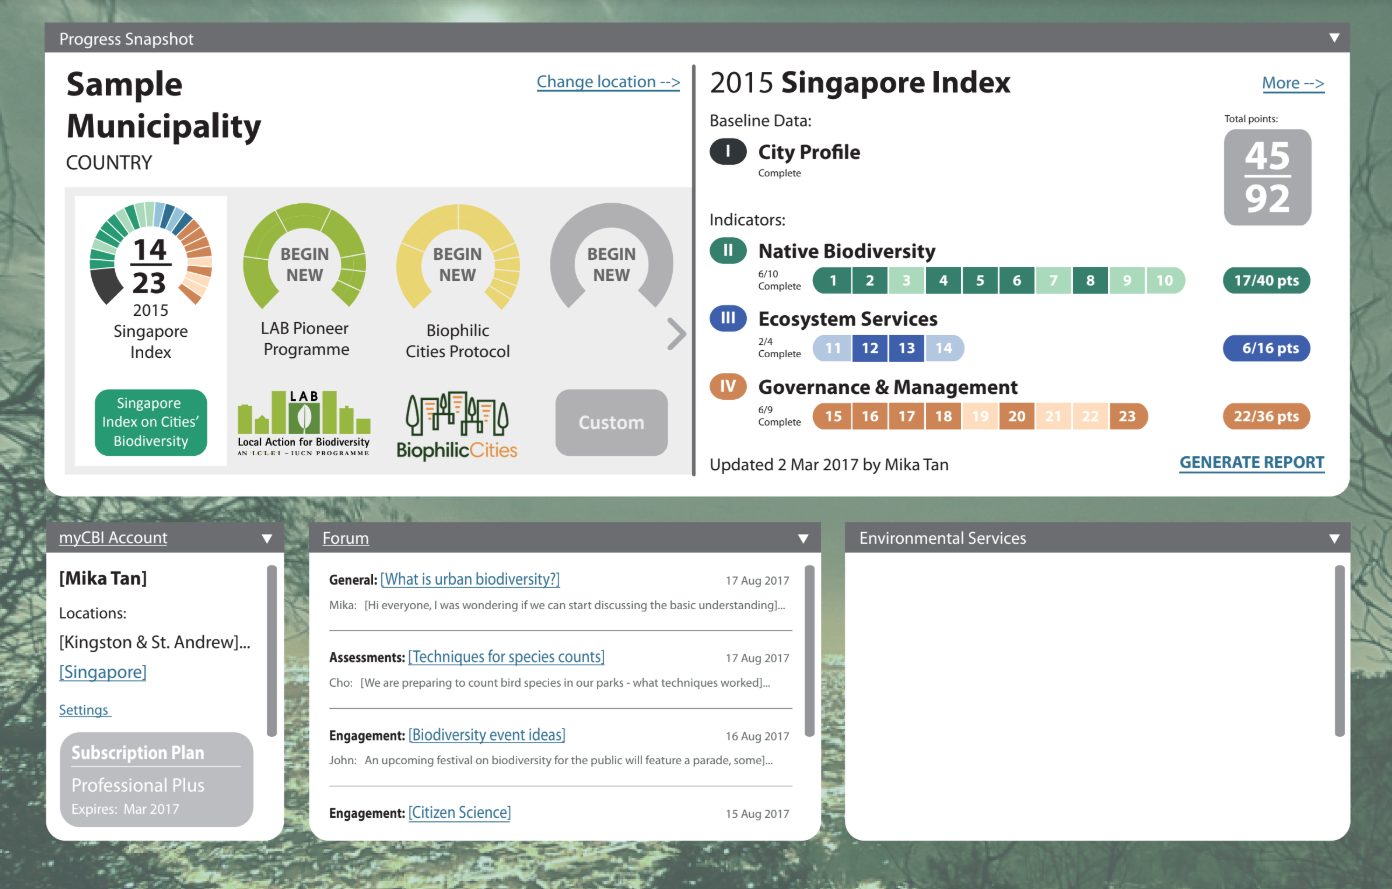 Progress Snapshot
Sample
Municipality
COUNTRY
Change location -->
14
23
2015
Singapore
Index
Singapore
Index on Cities'
Biodiversity
BEGIN
NEW
LAB Pioneer
Programme
LAB
Local Action for Biodiversity
AN I.C.L.E.I - IUCN PROGRAMME
BEGIN
NEW
Biophilic
Cities Protocol
BiophilicCities
BEGIN
NEW
Custom
2015 Singapore Index
More -->
Baseline Data:
I City Profile
Complete
Total points:
45
92
Indicators:
II Native Biodiversity
6/10
Complete
1 2 3 4 5 6 7 8 9 10
17/40 pts
III Ecosystem Services
2/4
Complete
11 12 13 14
6/16 pts
IV Governance & Management
6/9
Complete
15 16 17 18 19 20 21 22 23
22/36 pts
Updated 2 Mar 2017 by Mika Tan
GENERATE REPORT
myCBI Account
[Mika Tan]
Locations:
[Kingston & St. Andrew]...
[Singapore]
Settings
Subscription Plan
Professional Plus
Expires: Mar 2017
Forum
General: [What is urban biodiversity?] 17 Aug 2017
Mika: [Hi everyone, I was wondering if we can start discussing the basic understanding]...
Assessments: [Techniques for species counts] 17 Aug 2017
Cho: [We are preparing to count bird species in our parks - what techniques worked]...
Engagement: [Biodiversity event ideas] 16 Aug 2017
John: An upcoming festival on biodiversity for the public will feature a parade, some]...
Engagement: [Citizen Science] 15 Aug 2017
Environmental Services